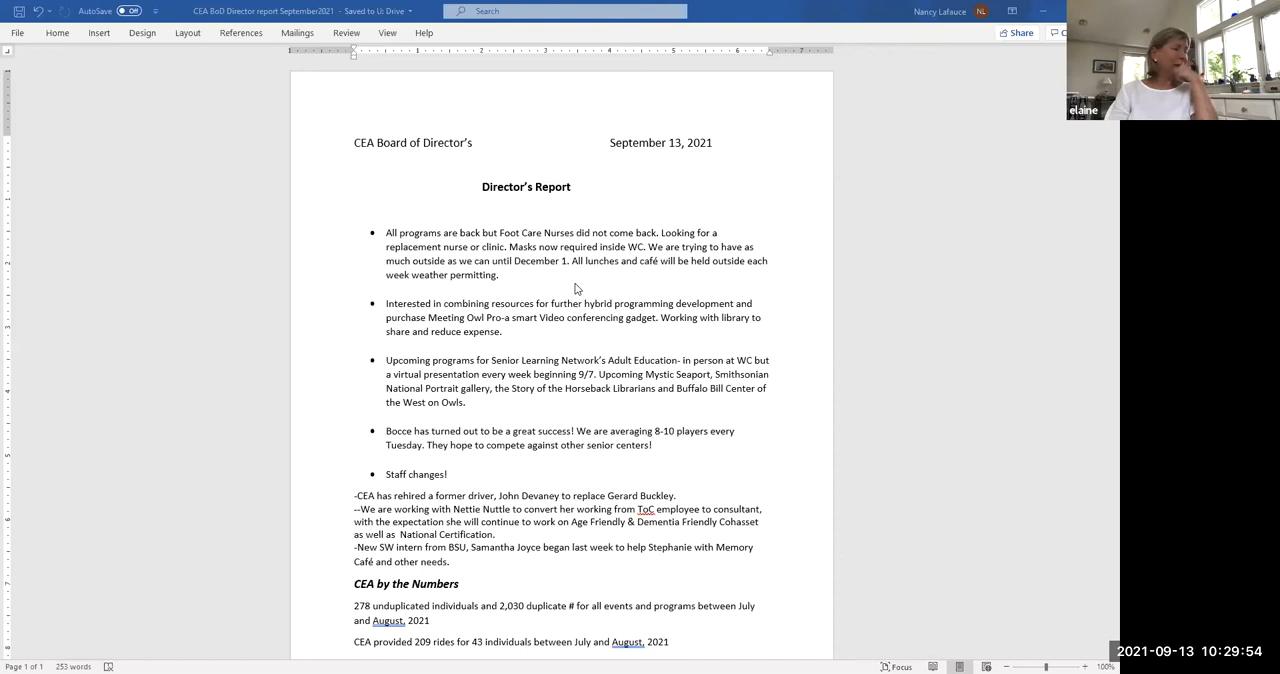 AutoSave Off CEA BoD Director report September2021 - Saved to U: Drive Search Nancy Lafauce NL
File Home Insert Design Layout References Mailings Review View Help Share
elaine
CEA Board of Director's September 13, 2021
Director's Report
• All programs are back but Foot Care Nurses did not come back. Looking for a
replacement nurse or clinic. Masks now required inside WC. We are trying to have as
much outside as we can until December 1. All lunches and café will be held outside each
week weather permitting.
• Interested in combining resources for further hybrid programming development and
purchase Meeting Owl Pro-a smart Video conferencing gadget. Working with library to
share and reduce expense.
• Upcoming programs for Senior Learning Network's Adult Education- in person at WC but
a virtual presentation every week beginning 9/7. Upcoming Mystic Seaport, Smithsonian
National Portrait gallery, the Story of the Horseback Librarians and Buffalo Bill Center of
the West on Owls.
• Bocce has turned out to be a great success! We are averaging 8-10 players every
Tuesday. They hope to compete against other senior centers!
• Staff changes!
-CEA has rehired a former driver, John Devaney to replace Gerard Buckley.
--We are working with Nettie Nuttle to convert her working from ToC employee to consultant,
with the expectation she will continue to work on Age Friendly & Dementia Friendly Cohasset
as well as National Certification.
-New SW intern from BSU, Samantha Joyce began last week to help Stephanie with Memory
Café and other needs.
CEA by the Numbers
278 unduplicated individuals and 2,030 duplicate # for all events and programs between July
and August, 2021
CEA provided 209 rides for 43 individuals between July and August, 2021
2021-09-13 10:29:54
Page 1 of 1 253 words Focus 100%